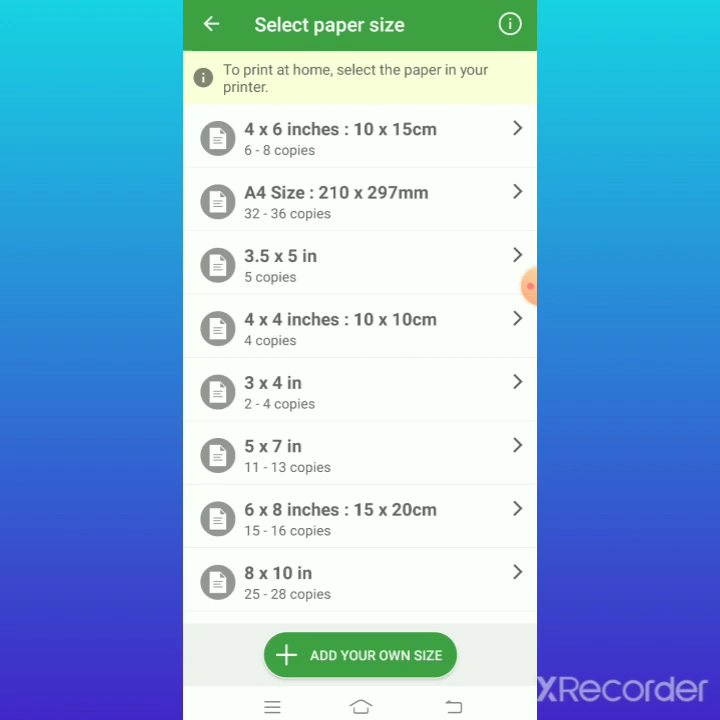 Select paper size
To print at home, select the paper in your
printer.
4 x 6 inches : 10 x 15cm
6 - 8 copies
A4 Size : 210 x 297mm
32 - 36 copies
3.5 x 5 in
5 copies
4 x 4 inches : 10 x 10cm
4 copies
3 x 4 in
2 - 4 copies
5 x 7 in
11 - 13 copies
6 x 8 inches : 15 x 20cm
15 - 16 copies
8 x 10 in
25 - 28 copies
ADD YOUR OWN SIZE
XRecorder